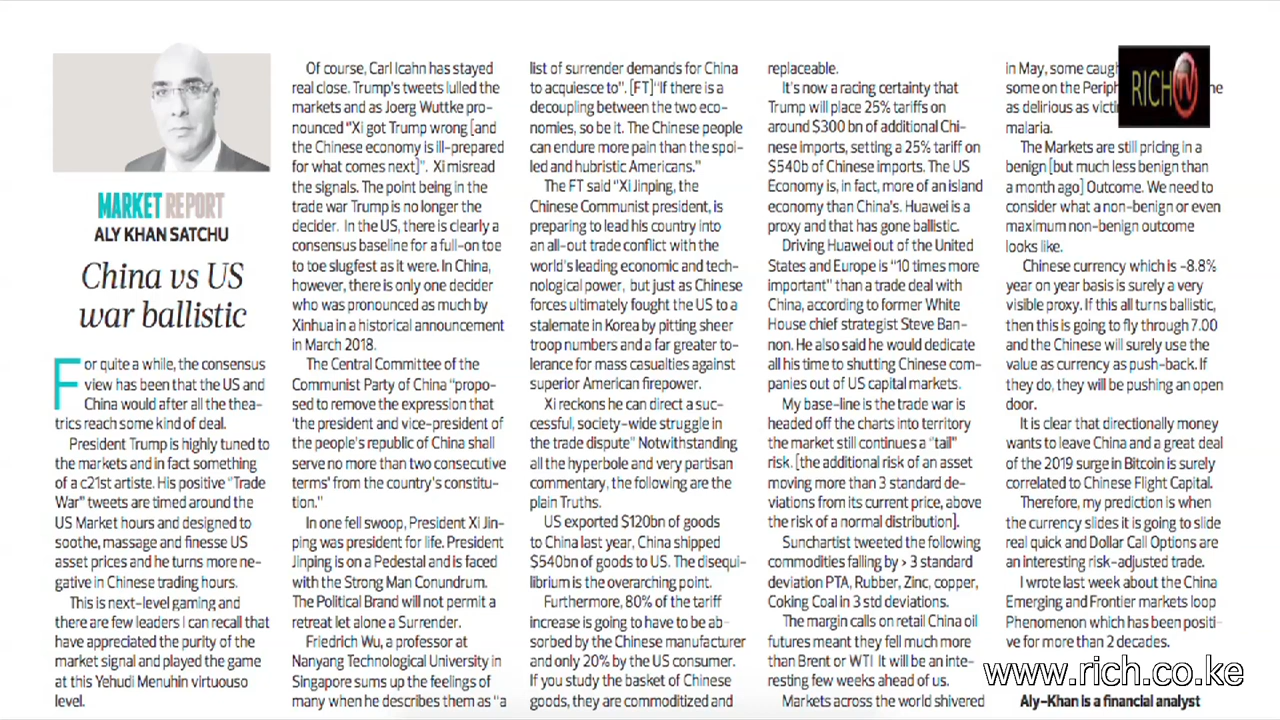 MARKET REPORT
ALY KHAN SATCHU
China vs US
war ballistic
For quite a while, the consensus
view has been that the US and
China would after all the thea-
trics reach some kind of deal.
President Trump is highly tuned to
the markets and in fact something
of a c21st artiste. His positive “Trade
War” tweets are timed around the
US Market hours and designed to
soothe, massage and finesse US
asset prices and he turns more ne-
gative in Chinese trading hours.
This is next-level gaming and
there are few leaders I can recall that
have appreciated the purity of the
market signal and played the game
at this Yehudi Menuhin virtuouso
level.
Of course, Carl Icahn has stayed
real close. Trump's tweets lulled the
markets and as Joerg Wuttke pro-
nounced “Xi got Trump wrong [and
the Chinese economy is ill-prepared
for what comes next]”. Xi misread
the signals. The point being in the
trade war Trump is no longer the
decider. In the US, there is clearly a
consensus baseline for a full-on toe
to toe slugfest as it were. In China,
however, there is only one decider
who was pronounced as much by
Xinhua in a historical announcement
in March 2018.
The Central Committee of the
Communist Party of China “propo-
sed to remove the expression that
‘the president and vice-president of
the people's republic of China shall
serve no more than two consecutive
terms’ from the country's constitu-
tion.”
In one fell swoop, President Xi Jin-
ping was president for life. President
Jinping is on a Pedestal and is faced
with the Strong Man Conundrum.
The Political Brand will not permit a
retreat let alone a Surrender.
Friedrich Wu, a professor at
Nanyang Technological University in
Singapore sums up the feelings of
many when he describes them as “a
list of surrender demands for China
to acquiesce to”. [FT]“If there is a
decoupling between the two eco-
nomies, so be it. The Chinese people
can endure more pain than the spoi-
led and hubristic Americans.”
The FT said “Xi Jinping, the
Chinese Communist president, is
preparing to lead his country into
an all-out trade conflict with the
world's leading economic and tech-
nological power, but just as Chinese
forces ultimately fought the US to a
stalemate in Korea by pitting sheer
troop numbers and a far greater to-
lerance for mass casualties against
superior American firepower.
Xi reckons he can direct a suc-
cessful, society-wide struggle in
the trade dispute” Notwithstanding
all the hyperbole and very partisan
commentary, the following are the
plain Truths.
US exported $120bn of goods
to China last year, China shipped
$540bn of goods to US. The disequi-
librium is the overarching point.
Furthermore, 80% of the tariff
increase is going to have to be ab-
sorbed by the Chinese manufacturer
and only 20% by the US consumer.
If you study the basket of Chinese
goods, they are commoditized and
replaceable.
It's now a racing certainty that
Trump will place 25% tariffs on
around $300 bn of additional Chi-
nese imports, setting a 25% tariff on
$540b of Chinese imports. The US
Economy is, in fact, more of an island
economy than China's. Huawei is a
proxy and that has gone ballistic.
Driving Huawei out of the United
States and Europe is “10 times more
important” than a trade deal with
China, according to former White
House chief strategist Steve Ban-
non. He also said he would dedicate
all his time to shutting Chinese com-
panies out of US capital markets.
My base-line is the trade war is
headed off the charts into territory
the market still continues a “tail”
risk. [the additional risk of an asset
moving more than 3 standard de-
viations from its current price, above
the risk of a normal distribution].
Sunchartist tweeted the following
commodities falling by > 3 standard
deviation PTA, Rubber, Zinc, copper,
Coking Coal in 3 std deviations.
The margin calls on retail China oil
futures meant they fell much more
than Brent or WTI. It will be an inte-
resting few weeks ahead of us.
Markets across the world shivered
in May, some caugh
some on the Periph
as delirious as victi
malaria.
The Markets are still pricing in a
benign [but much less benign than
a month ago] Outcome. We need to
consider what a non-benign or even
maximum non-benign outcome
looks like.
Chinese currency which is -8.8%
year on year basis is surely a very
visible proxy. If this all turns ballistic,
then this is going to fly through 7.00
and the Chinese will surely use the
value as currency as push-back. If
they do, they will be pushing an open
door.
It is clear that directionally money
wants to leave China and a great deal
of the 2019 surge in Bitcoin is surely
correlated to Chinese Flight Capital.
Therefore, my prediction is when
the currency slides it is going to slide
real quick and Dollar Call Options are
an interesting risk-adjusted trade.
I wrote last week about the China
Emerging and Frontier markets loop
Phenomenon which has been positi-
ve for more than 2 decades.
Aly-Khan is a financial analyst
RICH TV
www.rich.co.ke